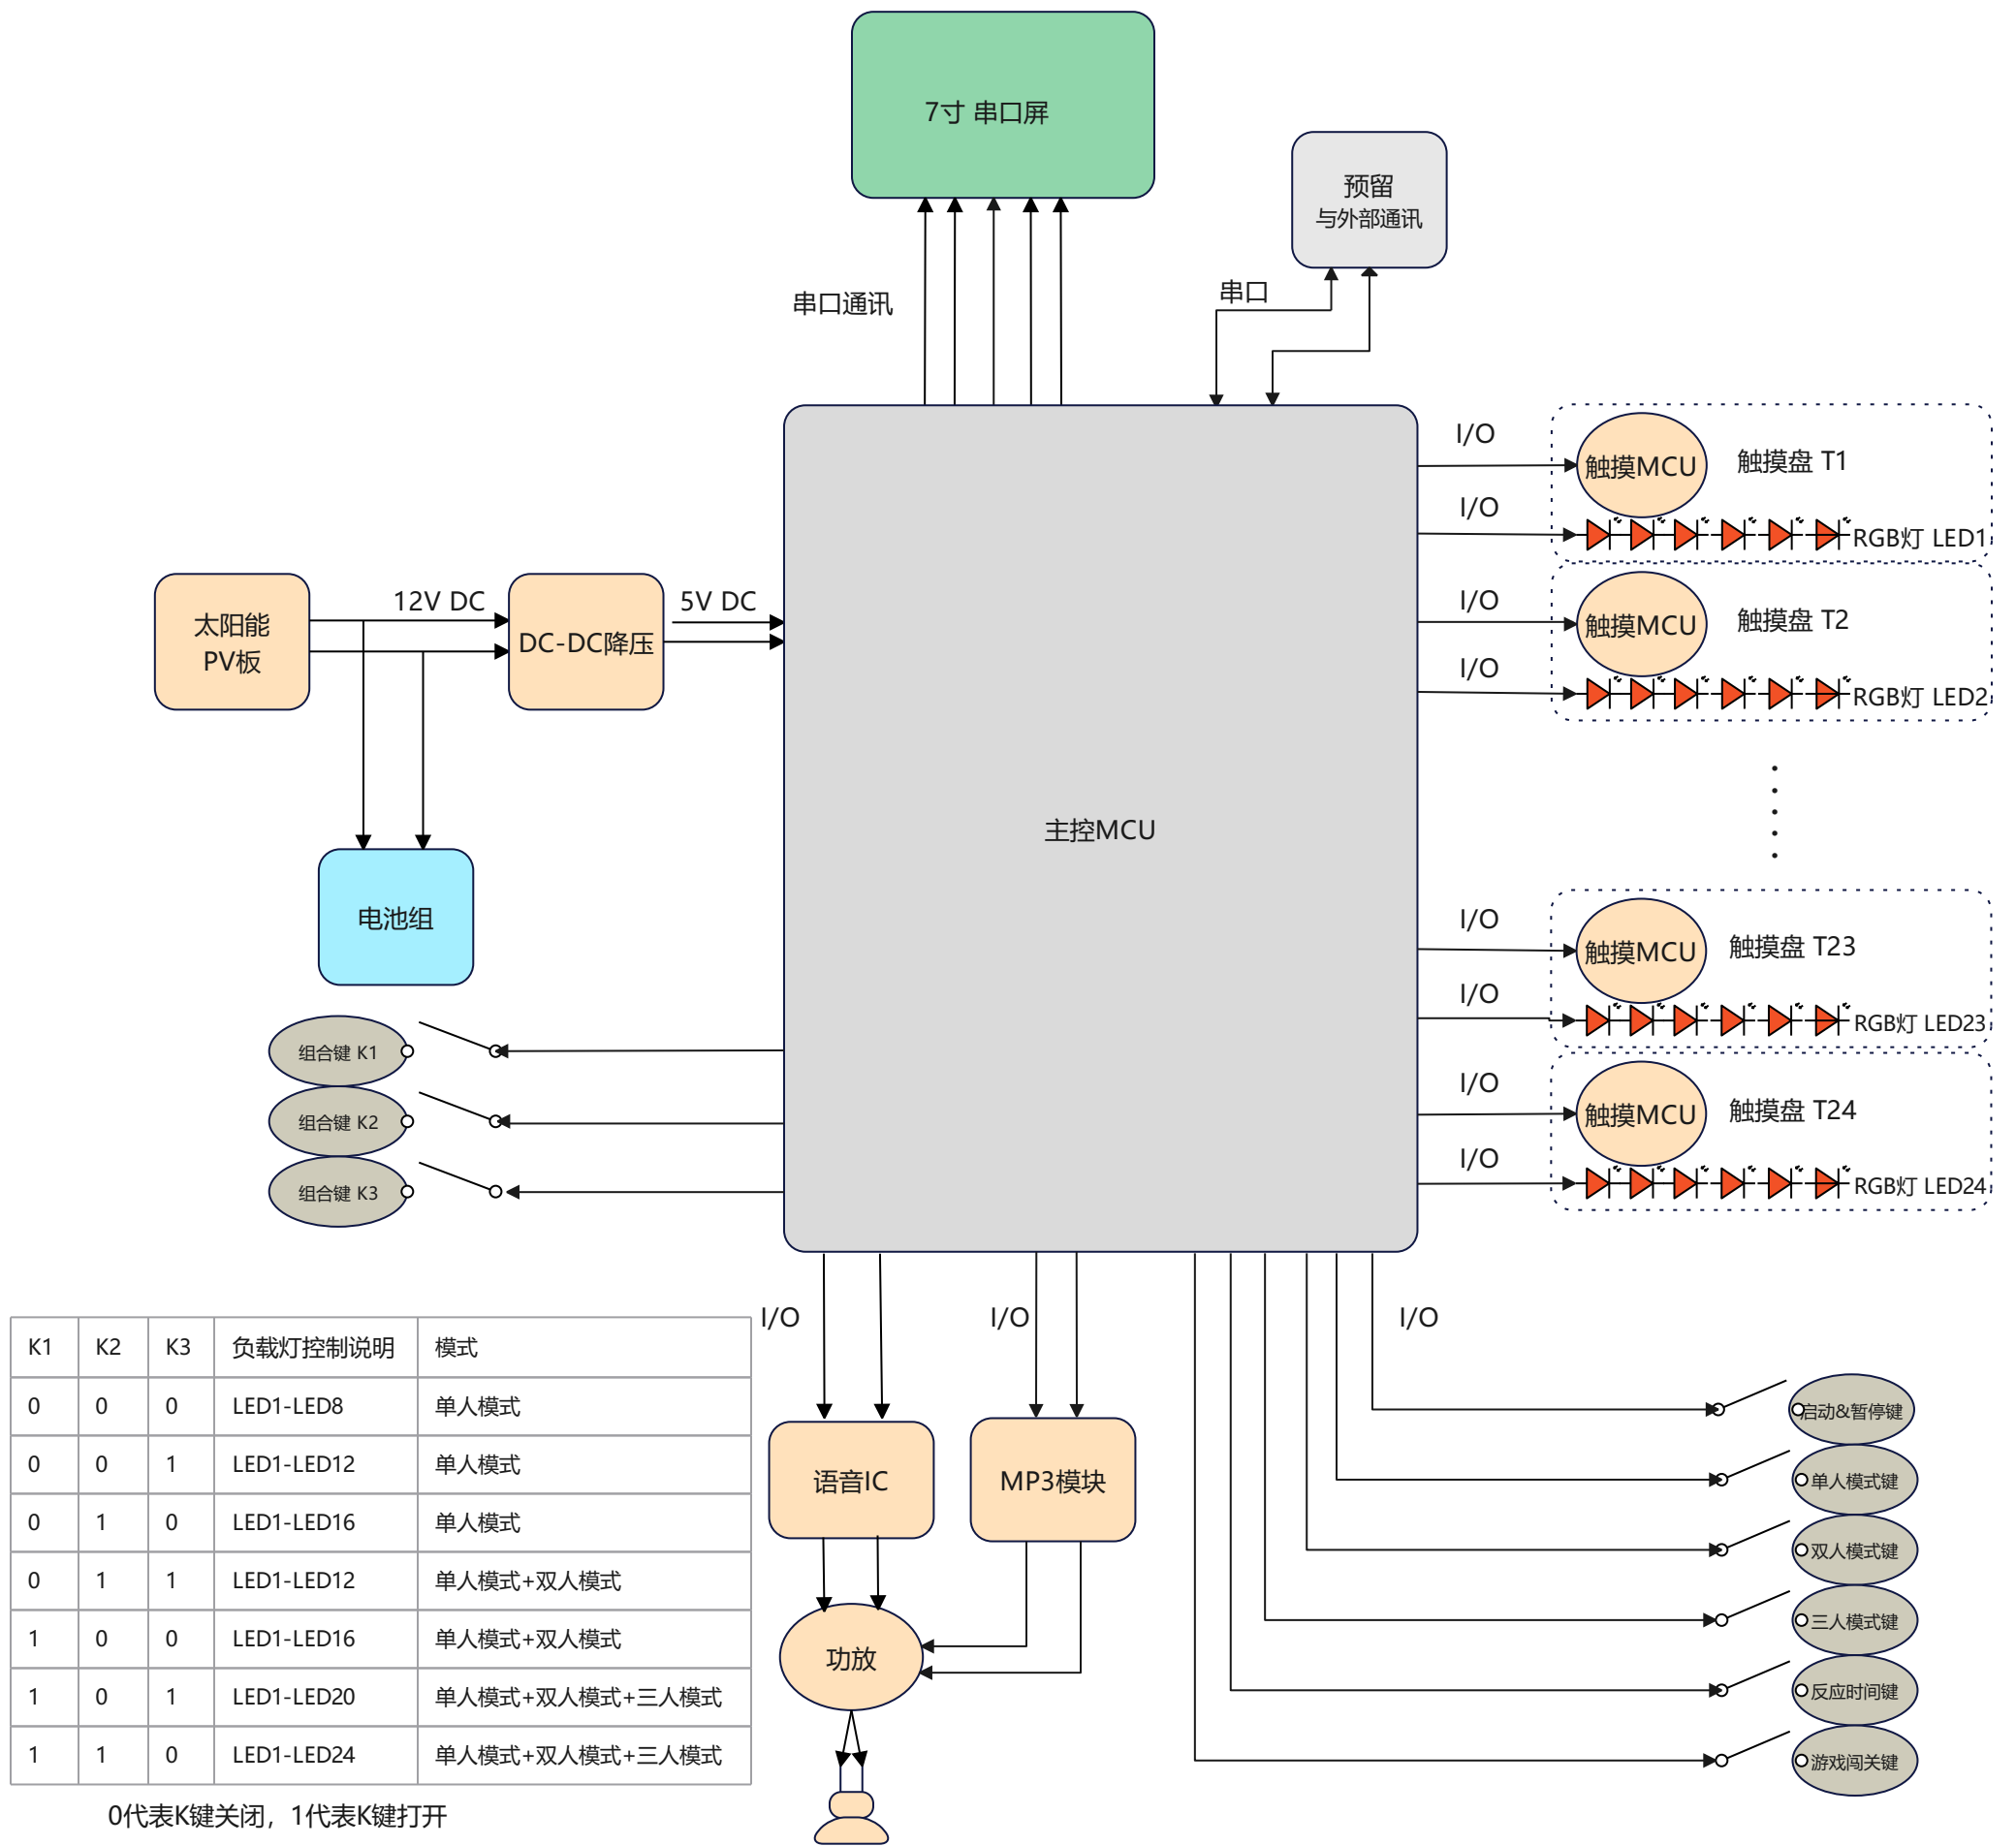 7寸 串口屏
预留
与外部通讯
串口通讯
串口
主控MCU
太阳能
PV板
12V DC
DC-DC降压
5V DC
电池组
组合键 K1
组合键 K2
组合键 K3
I/O
触摸MCU
触摸盘 T1
I/O
RGB灯 LED1
I/O
触摸MCU
触摸盘 T2
I/O
RGB灯 LED2
I/O
触摸MCU
触摸盘 T23
I/O
RGB灯 LED23
I/O
触摸MCU
触摸盘 T24
I/O
RGB灯 LED24
I/O
I/O
I/O
语音IC
MP3模块
功放
启动&暂停键
单人模式键
双人模式键
三人模式键
反应时间键
游戏闯关键
K1 K2 K3 负载灯控制说明 模式
0 0 0 LED1-LED8 单人模式
0 0 1 LED1-LED12 单人模式
0 1 0 LED1-LED16 单人模式
0 1 1 LED1-LED12 单人模式+双人模式
1 0 0 LED1-LED16 单人模式+双人模式
1 0 1 LED1-LED20 单人模式+双人模式+三人模式
1 1 0 LED1-LED24 单人模式+双人模式+三人模式
0代表K键关闭，1代表K键打开